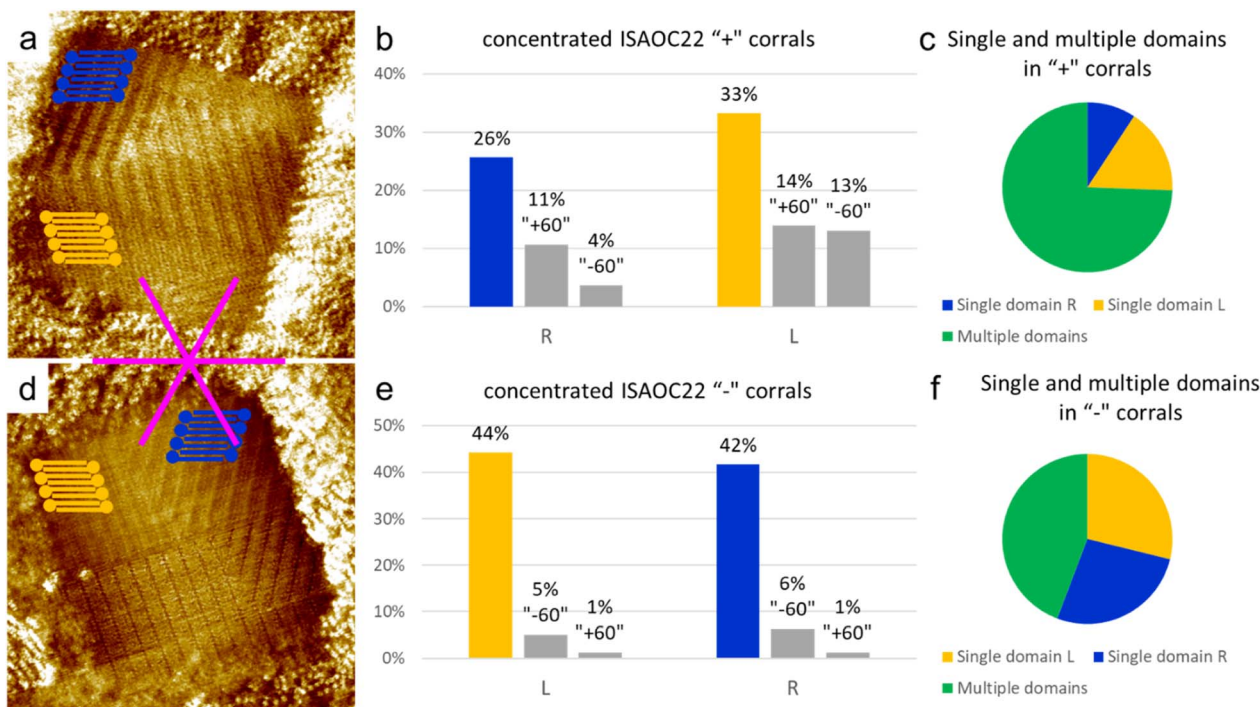 a
b
concentrated ISAOC22 “+" corrals
40%
30%
20%
10%
0%
26%
11%
"+60"
4%
"-60"
33%
14%
"+60"
13%
"-60"
R
L
c
Single and multiple domains
in “+" corrals
Single domain R
Single domain L
Multiple domains
d
e
concentrated ISAOC22 “-" corrals
50%
40%
30%
20%
10%
0%
44%
5%
"-60"
1%
"+60"
42%
6%
"-60"
1%
"+60"
L
R
f
Single and multiple domains
in “-" corrals
Single domain L
Single domain R
Multiple domains